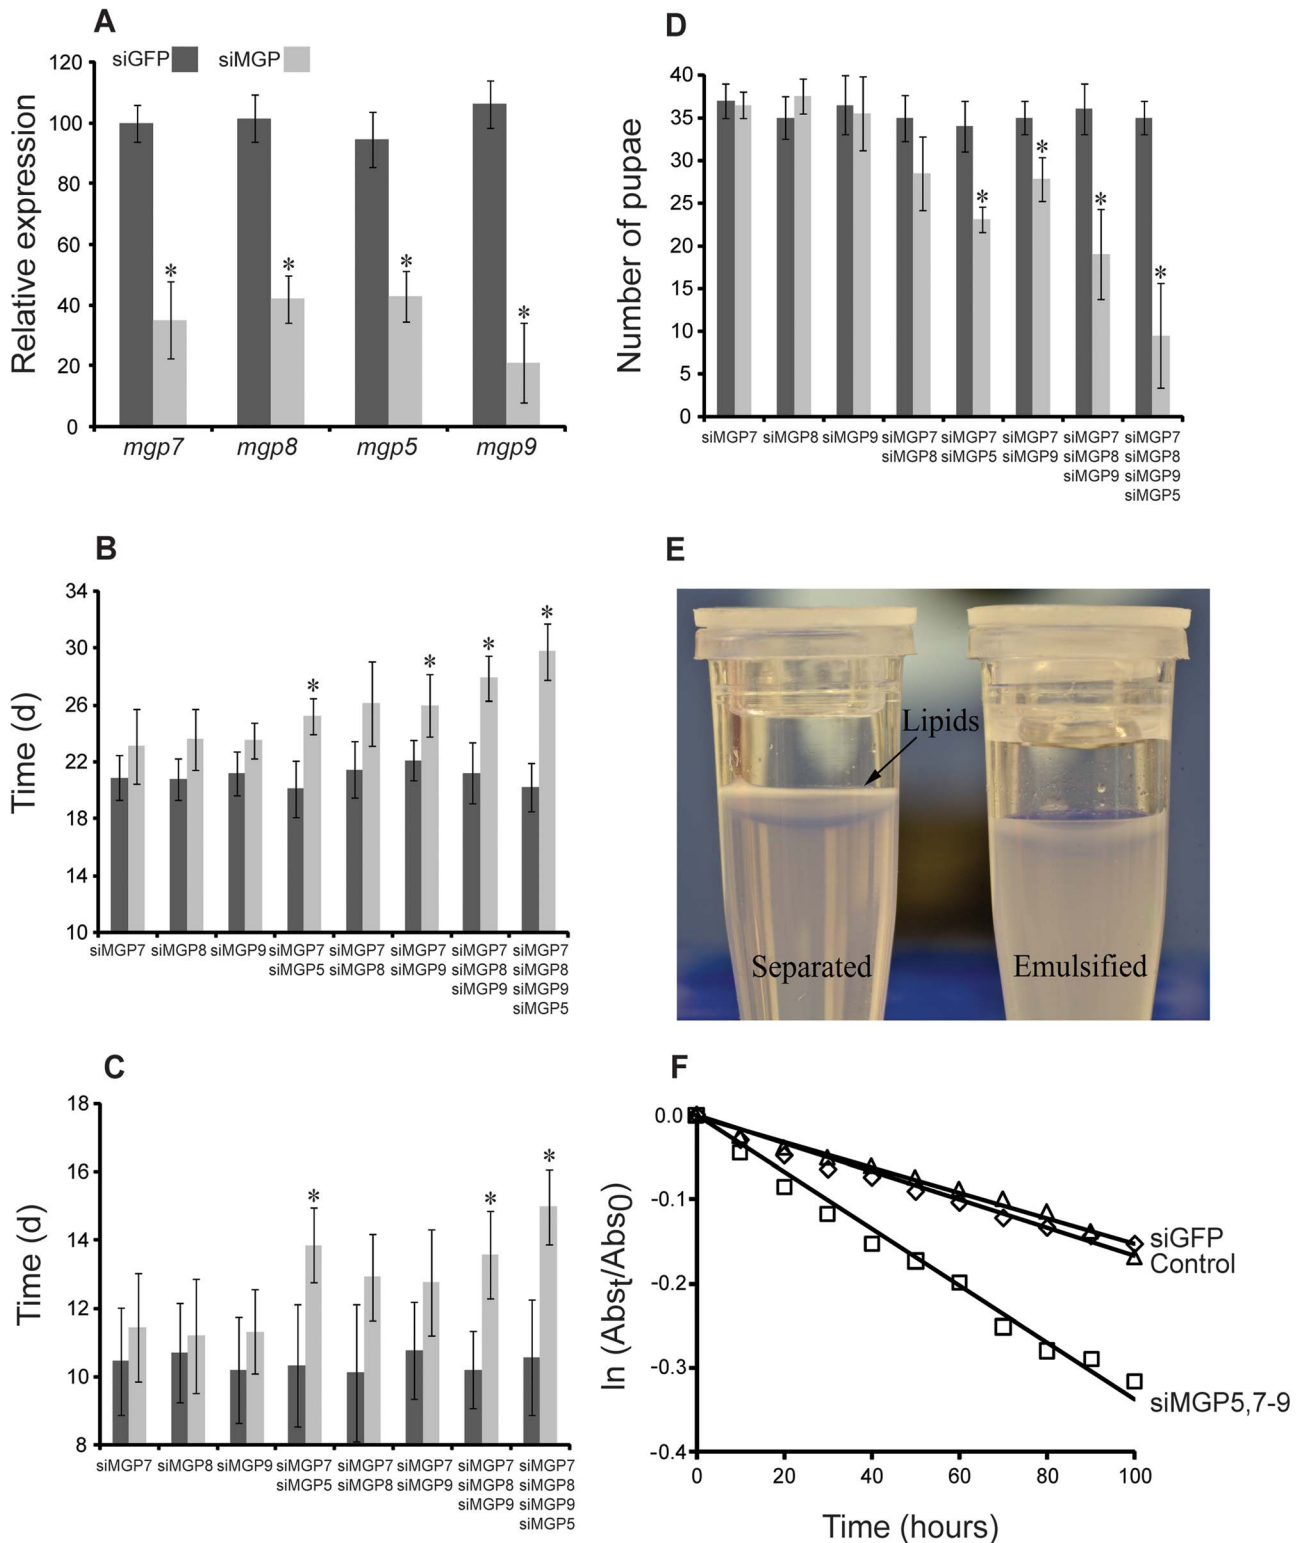 A
siGFP siMGP
Relative expression
120
100
80
60
40
20
0
* * * *
mgp7 mgp8 mgp5 mgp9
D
Number of pupae
40
35
30
25
20
15
10
5
0
* * * *
siMGP7 siMGP8 siMGP9 siMGP7 siMGP7 siMGP7 siMGP7 siMGP7
siMGP8 siMGP5 siMGP9 siMGP8 siMGP8
siMGP9 siMGP9
siMGP5
B
Time (d)
34
30
26
22
18
14
10
* * * *
siMGP7 siMGP8 siMGP9 siMGP7 siMGP7 siMGP7 siMGP7 siMGP7
siMGP5 siMGP8 siMGP9 siMGP8 siMGP8
siMGP9 siMGP9
siMGP5
E
Lipids
Separated Emulsified
C
Time (d)
18
16
14
12
10
8
* * *
siMGP7 siMGP8 siMGP9 siMGP7 siMGP7 siMGP7 siMGP7 siMGP7
siMGP5 siMGP8 siMGP9 siMGP8 siMGP8
siMGP9 siMGP9
siMGP5
F
ln (Abst/Abs0)
0.0
-0.1
-0.2
-0.3
-0.4
siGFP
Control
siMGP5,7-9
0 20 40 60 80 100
Time (hours)